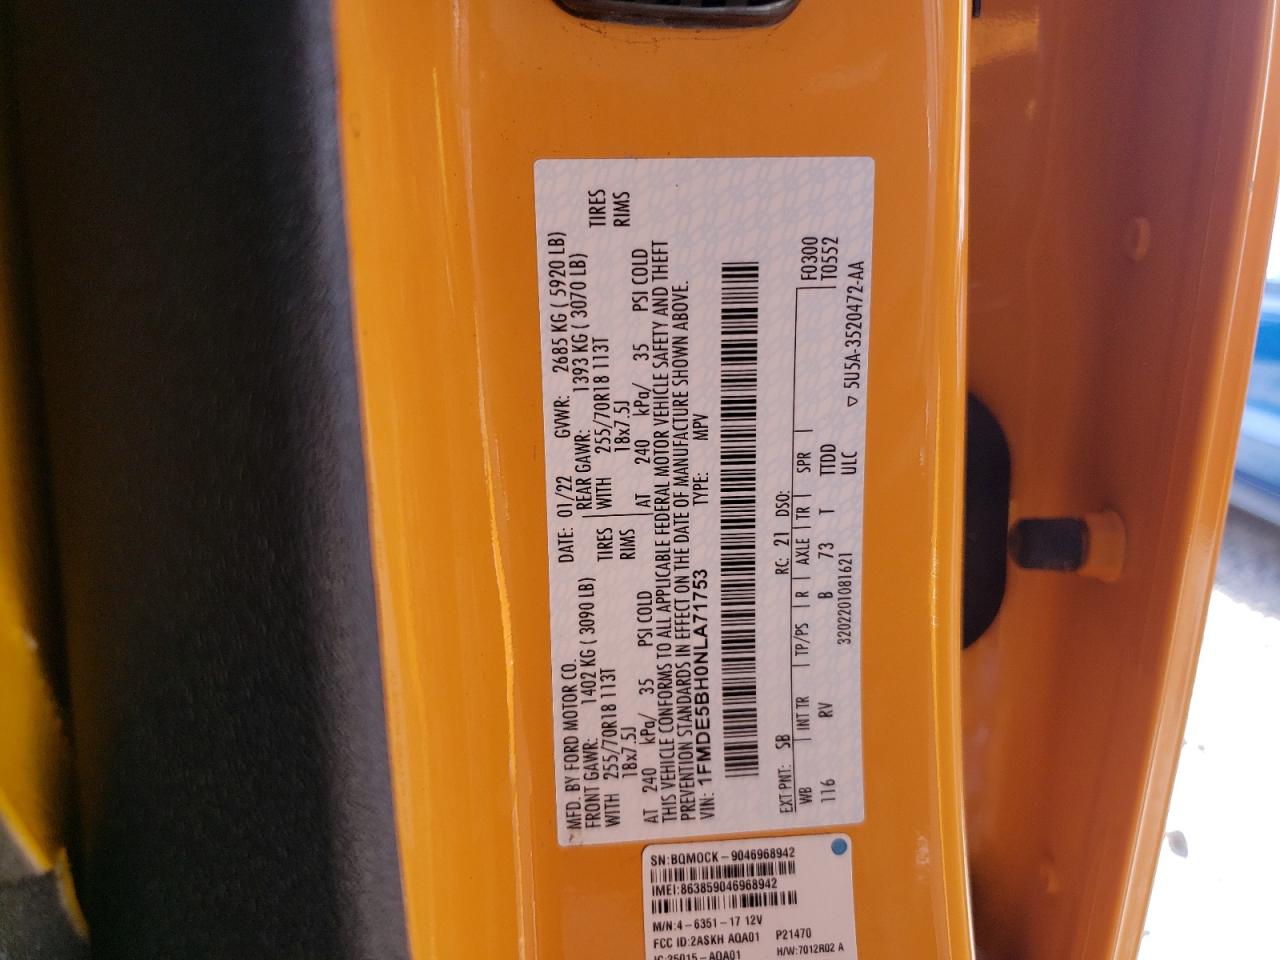 MFD. BY FORD MOTOR CO. DATE: 01/22 GVWR: 2685 KG ( 5920 LB)
FRONT GAWR: 1402 KG ( 3090 LB) REAR GAWR: 1393 KG ( 3070 LB)
WITH 255/70R18 113T TIRES WITH 255/70R18 113T TIRES
18x7.5J RIMS 18x7.5J RIMS
AT 240 kPa/ 35 PSI COLD AT 240 kPa/ 35 PSI COLD
THIS VEHICLE CONFORMS TO ALL APPLICABLE FEDERAL MOTOR VEHICLE SAFETY AND THEFT
PREVENTION STANDARDS IN EFFECT ON THE DATE OF MANUFACTURE SHOWN ABOVE.
VIN: 1FMDE5BH0NLA71753 TYPE: MPV
EXT PNT: SB RC: 21 DSO:
WB INT TR TP/PS R AXLE TR SPR F0300
116 RV B 73 T TTDD T0552
3202201081621 ULC
▽ 5U5A-3520472-AA
SN:BQMOCK-9046968942
IMEI:863859046968942
M/N:4-6351-17 12V
FCC ID:2ASKH AQA01 P21470
IC:25015-AQA01 H/W:7012R02 A